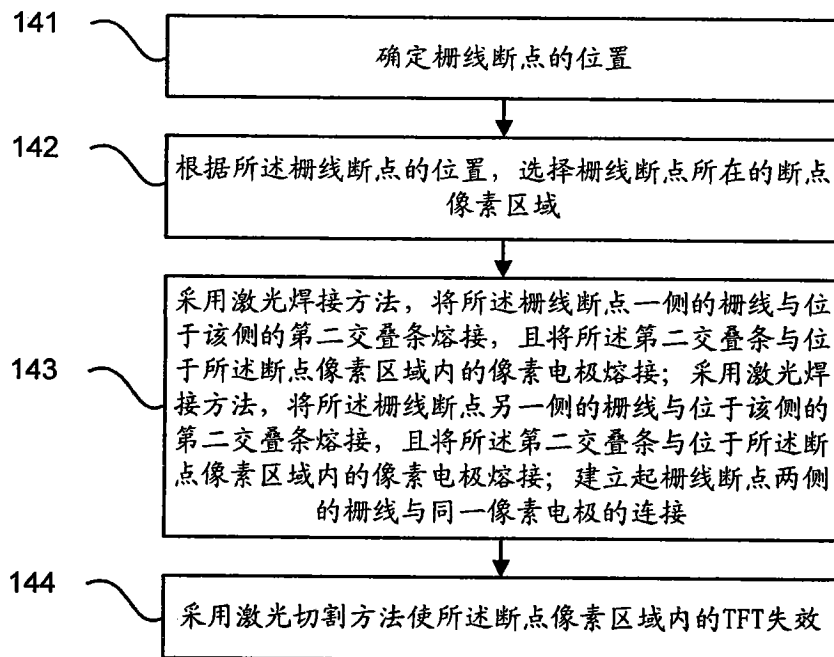 141
确定栅线断点的位置
142
根据所述栅线断点的位置，选择栅线断点所在的断点
像素区域
143
采用激光焊接方法，将所述栅线断点一侧的栅线与位
于该侧的第二交叠条熔接，且将所述第二交叠条与位
于所述断点像素区域内的像素电极熔接；采用激光焊
接方法，将所述栅线断点另一侧的栅线与位于该侧的
第二交叠条熔接，且将所述第二交叠条与位于所述断
点像素区域内的像素电极熔接；建立起栅线断点两侧
的栅线与同一像素电极的连接
144
采用激光切割方法使所述断点像素区域内的TFT失效